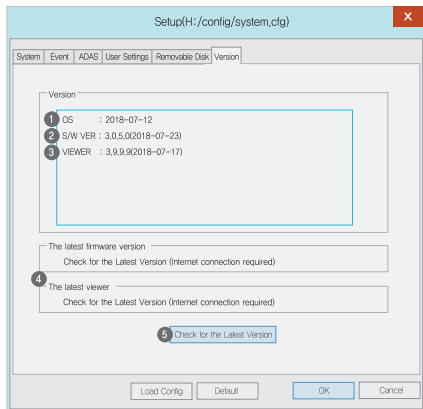 Setup(H:/config/system,cfg)
X
System Event ADAS User Settings Removable Disk Version
Version
1 OS : 2018-07-12
2 S/W VER : 3,0,5,0(2018-07-23)
3 VIEWER : 3,9,9,9(2018-07-17)
The latest firmware version
Check for the Latest Version (Internet connection required)
4
The latest viewer
Check for the Latest Version (Internet connection required)
5 Check for the Latest Version
Load Config Default OK Cancel